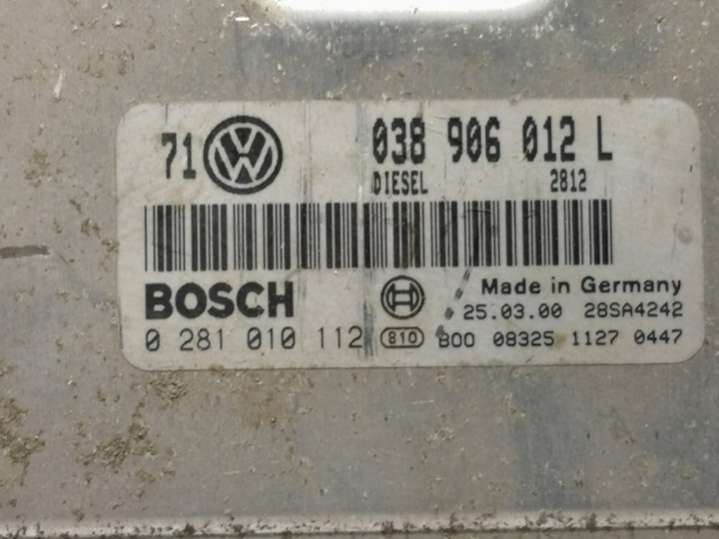 71 VW 038 906 012 L
DIESEL 2812
BOSCH Made in Germany
25.03.00 28SA4242
0 281 010 112 810 800 08325 1127 0447